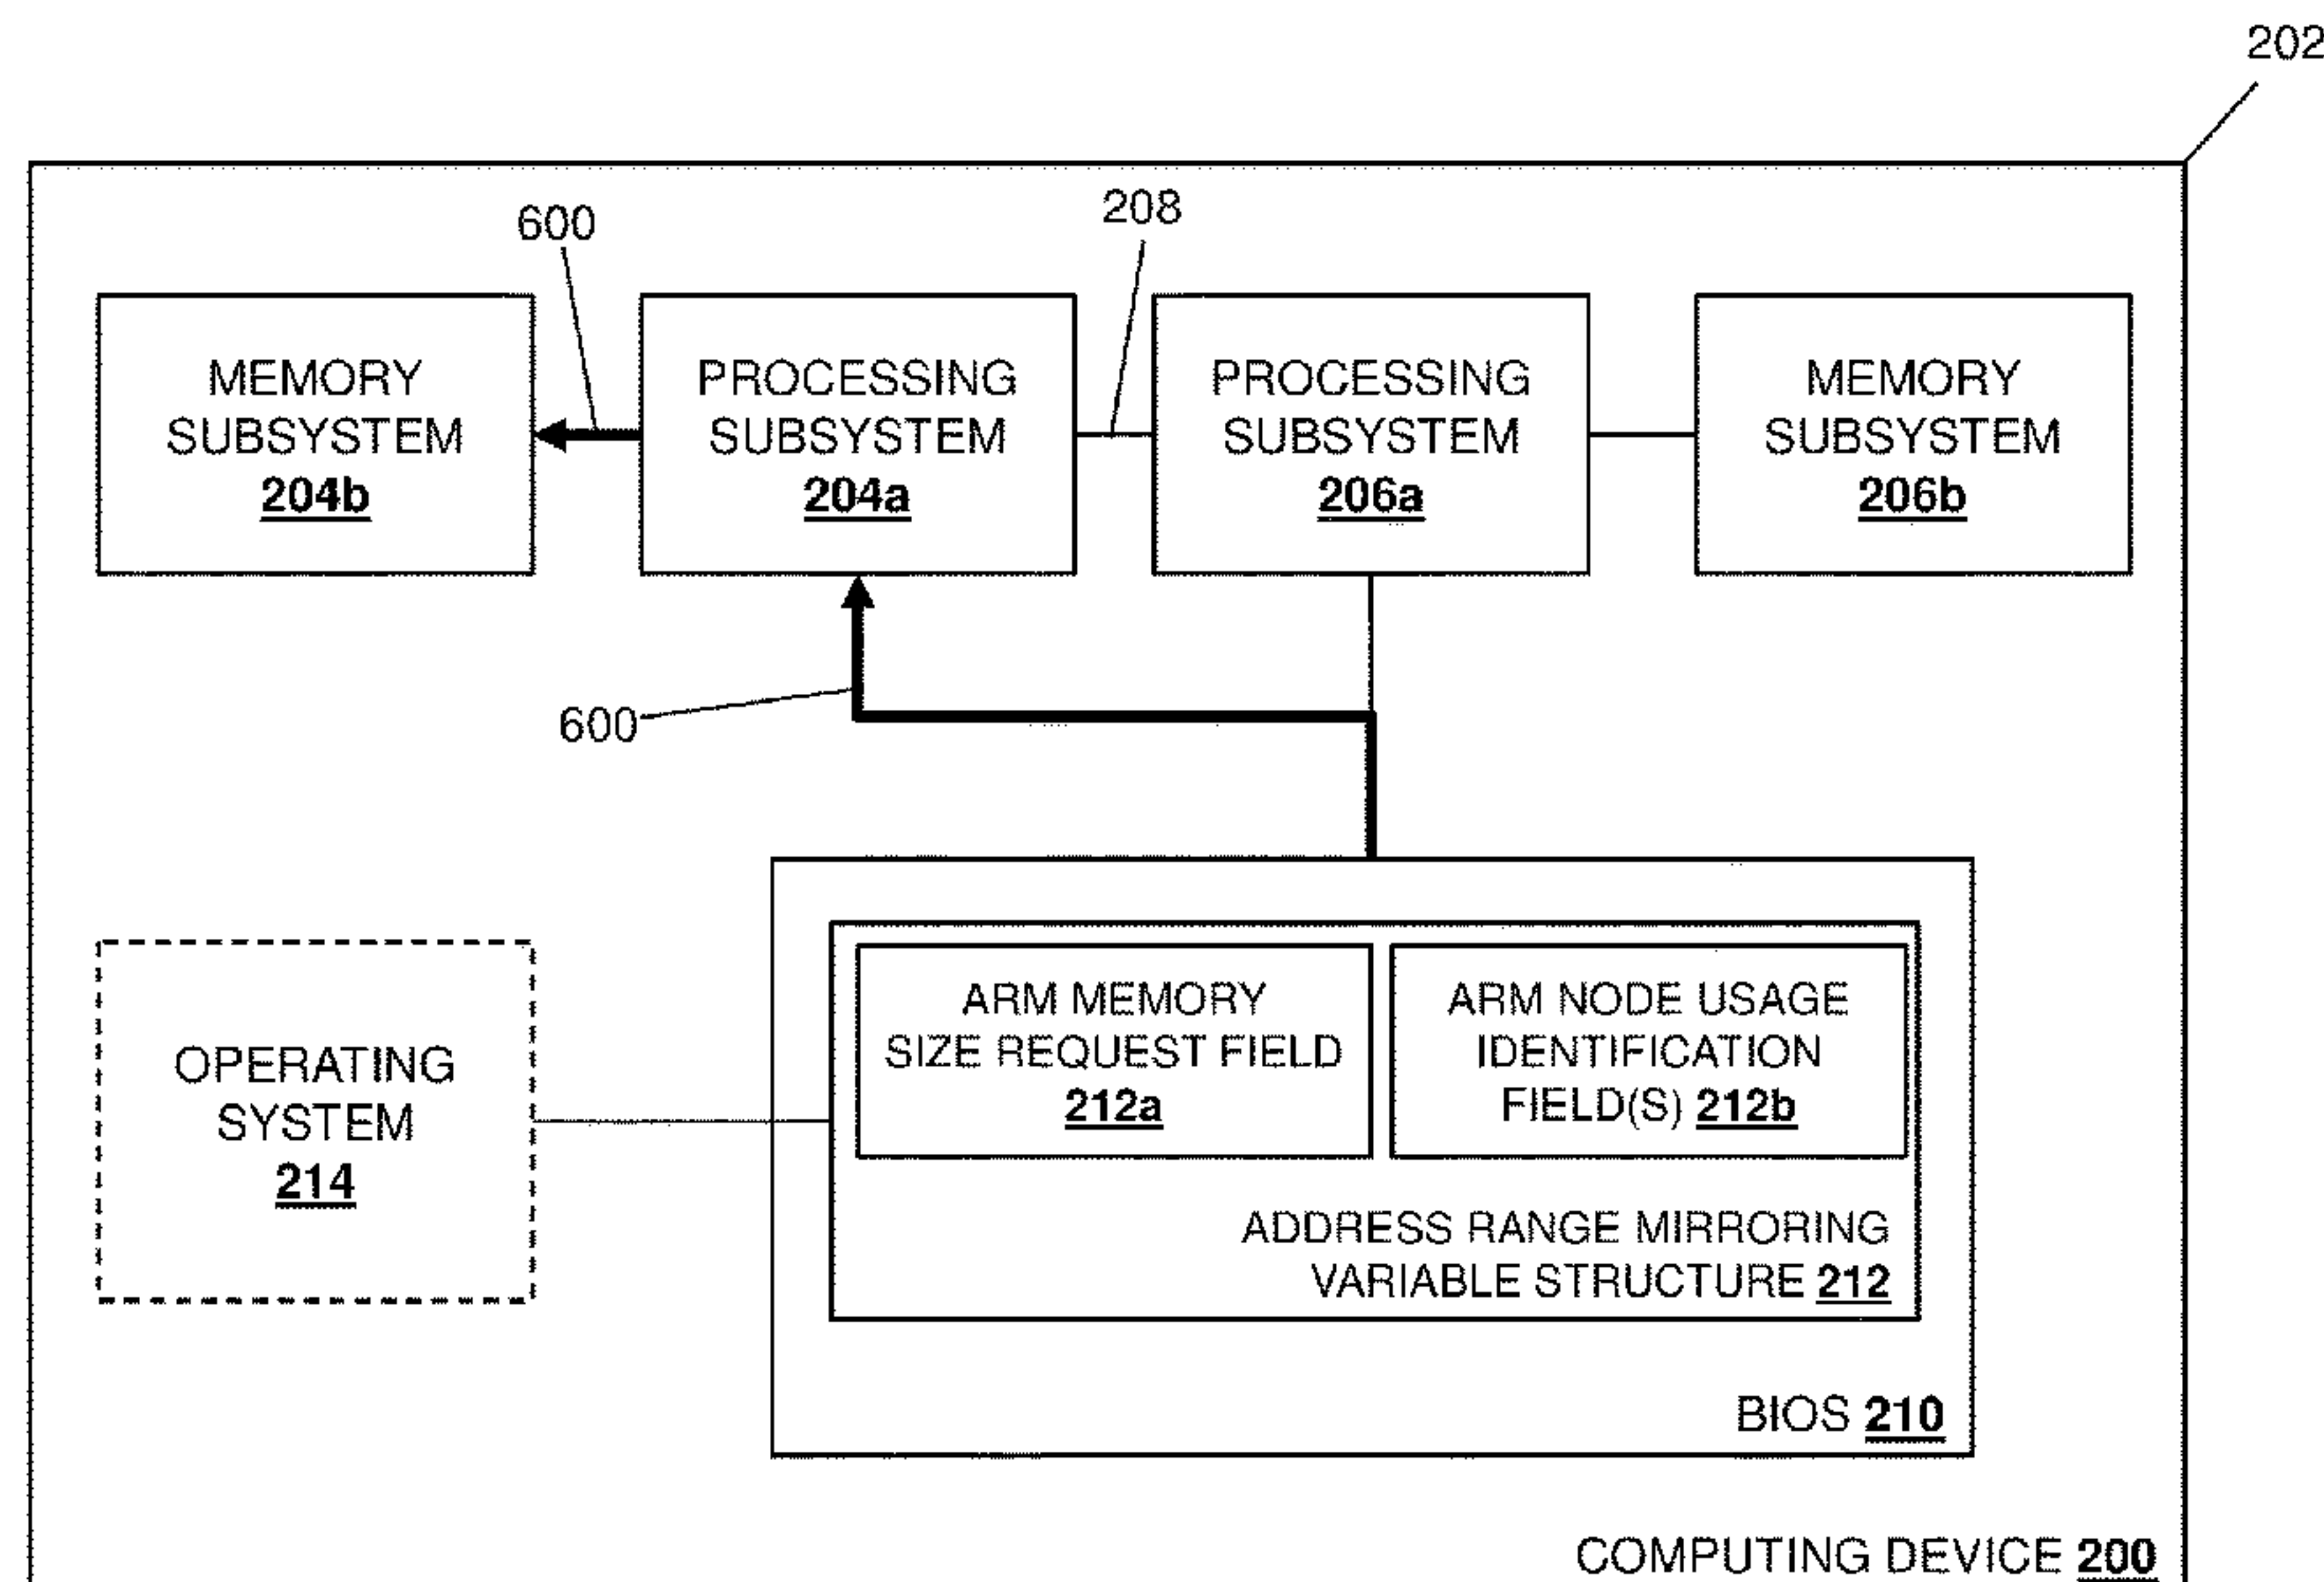 202
600
208
MEMORY
SUBSYSTEM
204b
PROCESSING
SUBSYSTEM
204a
PROCESSING
SUBSYSTEM
206a
MEMORY
SUBSYSTEM
206b
600
OPERATING
SYSTEM
214
ARM MEMORY
SIZE REQUEST FIELD
212a
ARM NODE USAGE
IDENTIFICATION
FIELD(S) 212b
ADDRESS RANGE MIRRORING
VARIABLE STRUCTURE 212
BIOS 210
COMPUTING DEVICE 200